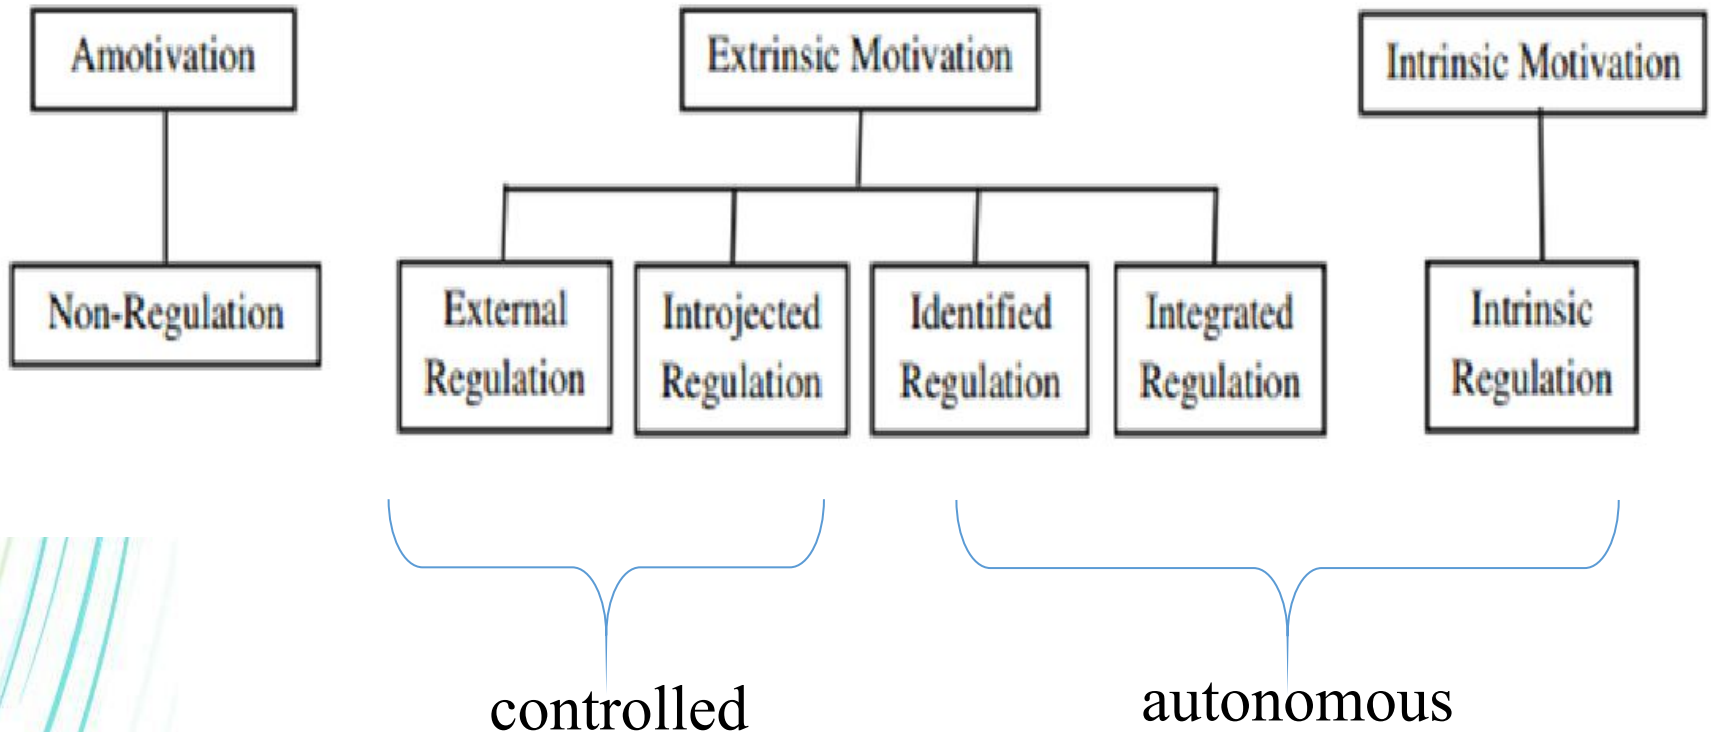 Amotivation
Extrinsic Motivation
Intrinsic Motivation
Non-Regulation
External
Regulation
Introjected
Regulation
Identified
Regulation
Integrated
Regulation
Intrinsic
Regulation
controlled
autonomous